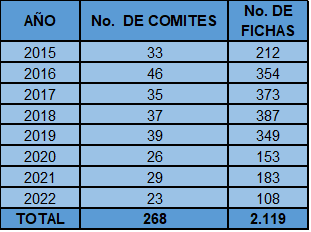 AÑO No. DE COMITES No. DE FICHAS
2015 33 212
2016 46 354
2017 35 373
2018 37 387
2019 39 349
2020 26 153
2021 29 183
2022 23 108
TOTAL 268 2.119